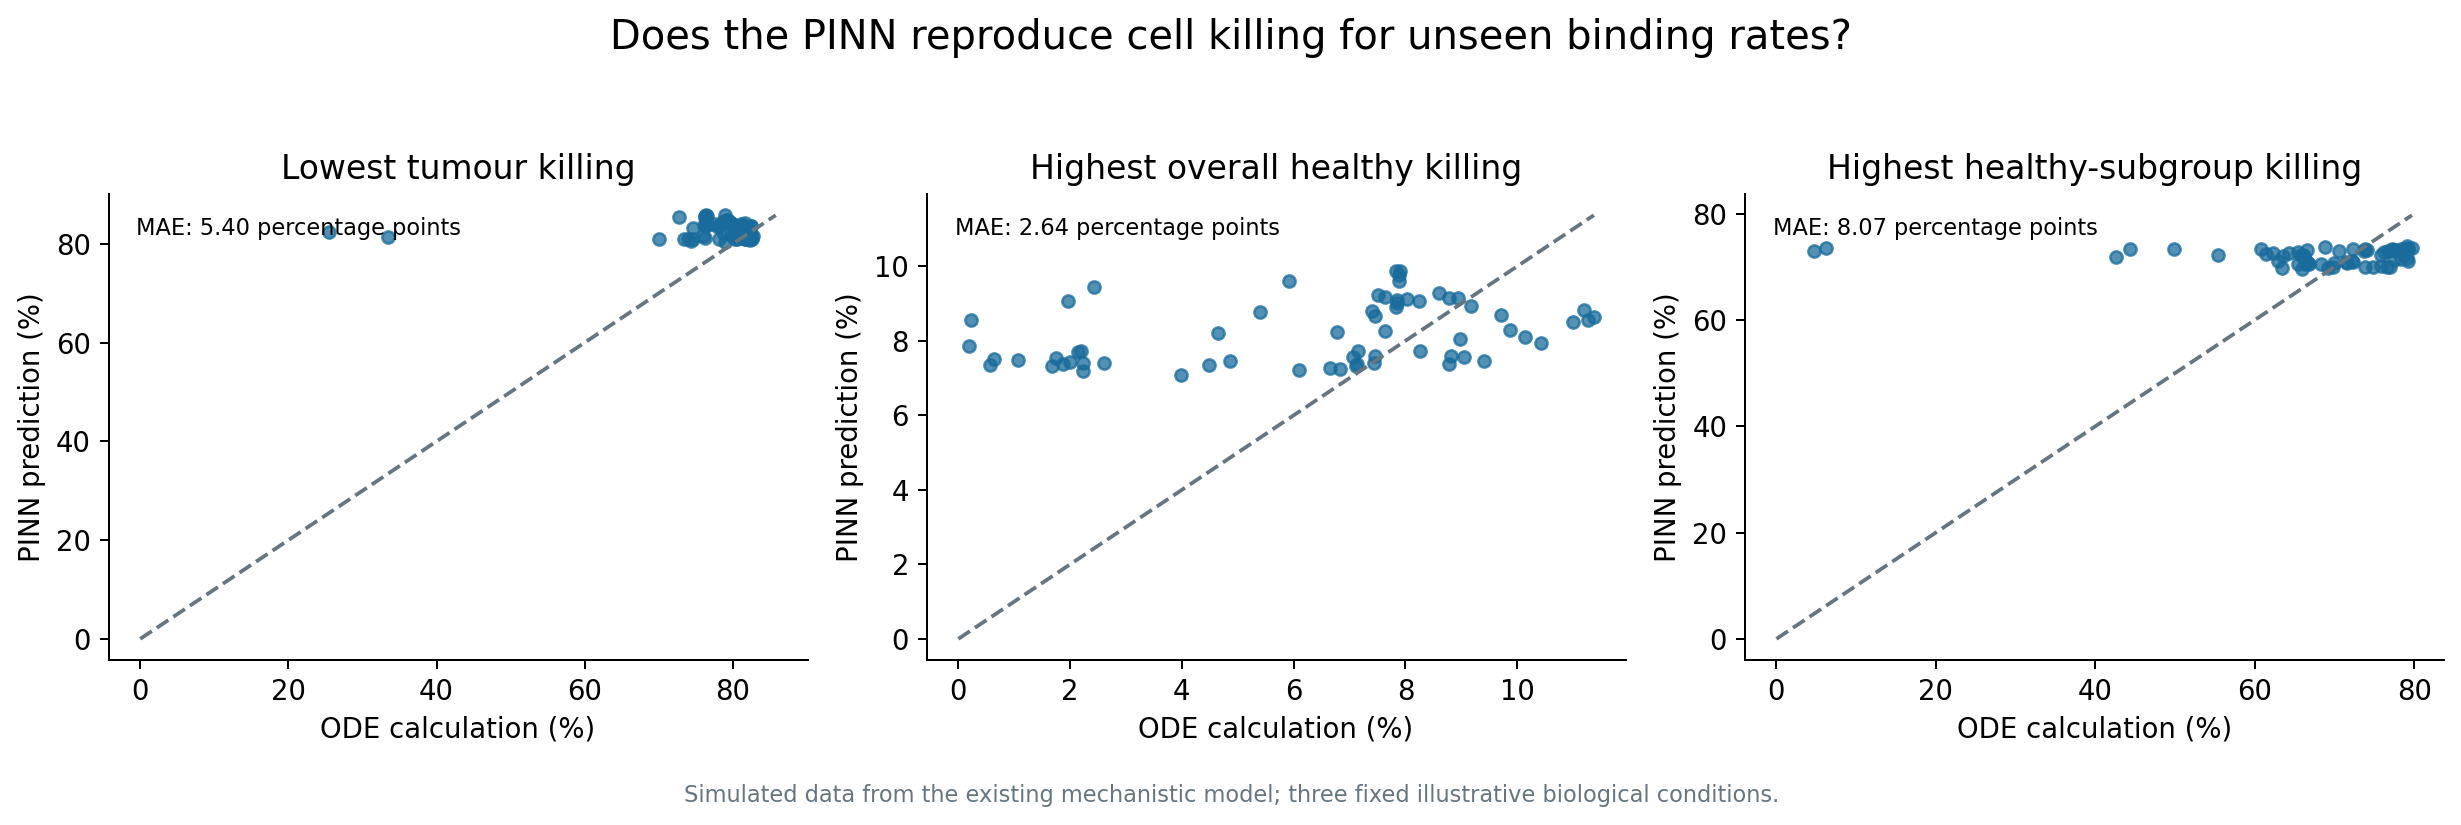 Does the PINN reproduce cell killing for unseen binding rates?
Lowest tumour killing
MAE: 5.40 percentage points
80
60
40
20
0
PINN prediction (%)
0 20 40 60 80
ODE calculation (%)
Highest overall healthy killing
MAE: 2.64 percentage points
10
8
6
4
2
0
PINN prediction (%)
0 2 4 6 8 10
ODE calculation (%)
Highest healthy-subgroup killing
MAE: 8.07 percentage points
80
60
40
20
0
PINN prediction (%)
0 20 40 60 80
ODE calculation (%)
Simulated data from the existing mechanistic model; three fixed illustrative biological conditions.